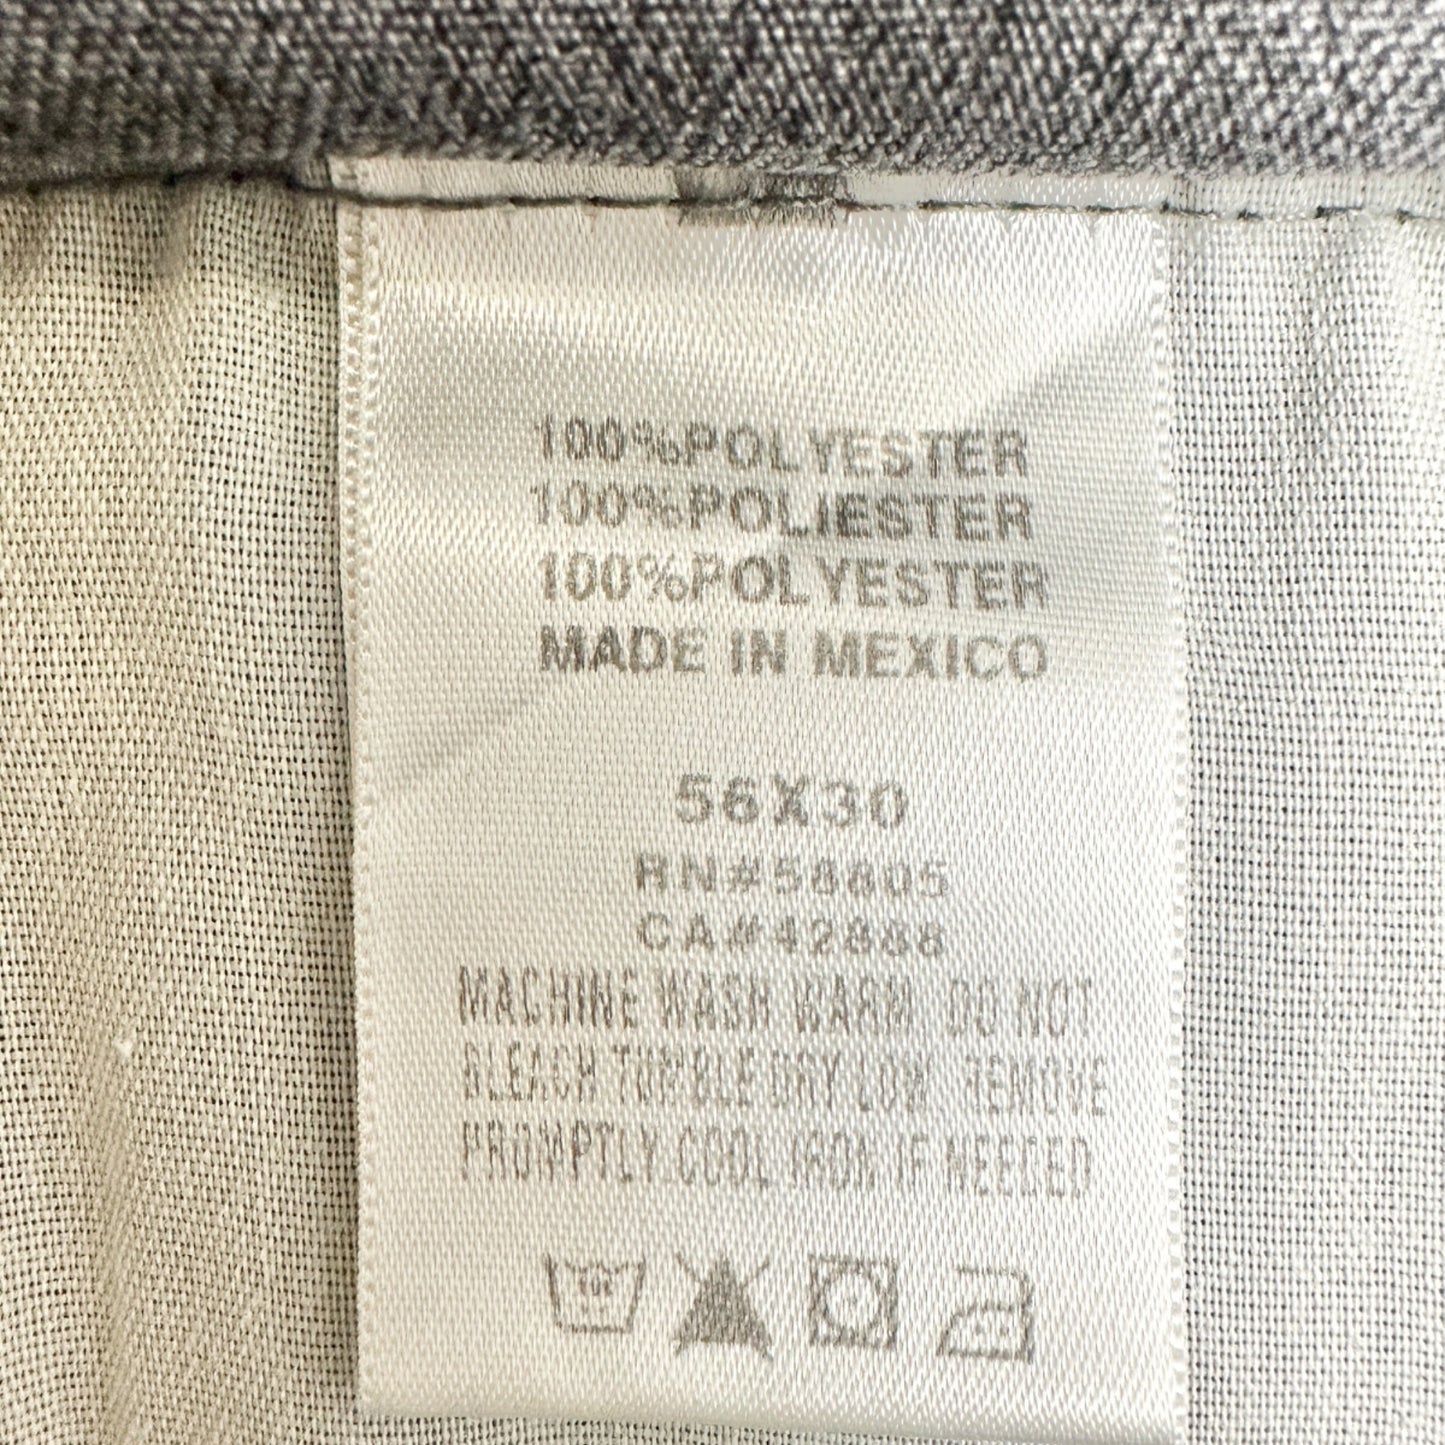 100%POLYESTER
100%POLIESTER
100%POLYESTER
MADE IN MEXICO
56X30
RN#58805
CA#42888
MACHINE WASH WARM DO NOT
BLEACH TUMBLE DRY LOW REMOVE
PROMPTLY COOL IRON IF NEEDED